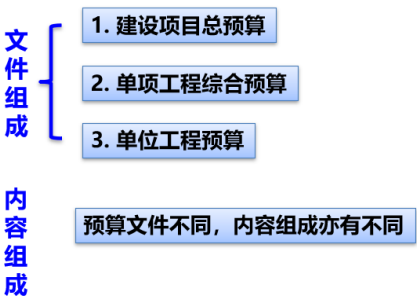 文件组成
1. 建设项目总预算
2. 单项工程综合预算
3. 单位工程预算
内容组成
预算文件不同，内容组成亦有不同